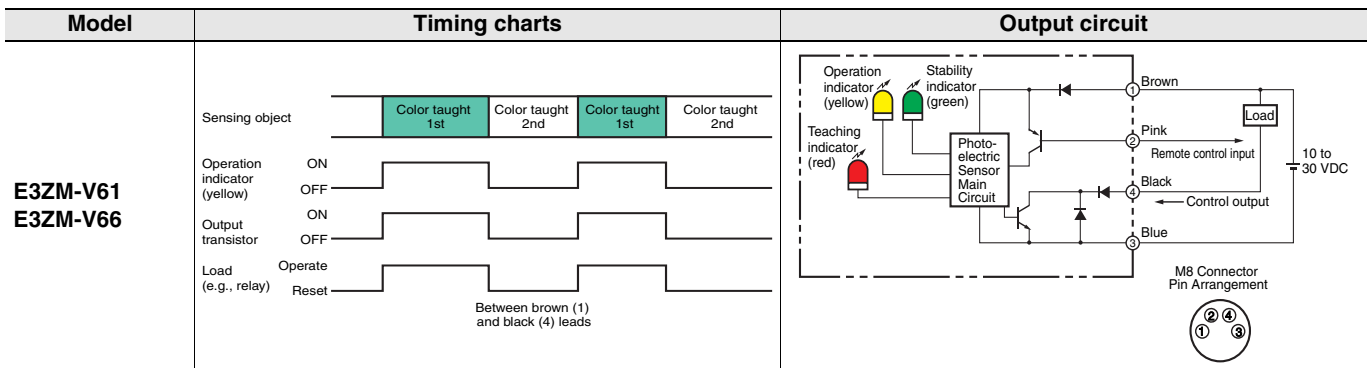 Model
Timing charts
Output circuit
E3ZM-V61
E3ZM-V66
Sensing object
Color taught
1st
Color taught
2nd
Color taught
1st
Color taught
2nd
Operation
indicator
(yellow)
ON
OFF
Output
transistor
ON
OFF
Load
(e.g., relay)
Operate
Reset
Between brown (1)
and black (4) leads
Operation
indicator
(yellow)
Stability
indicator
(green)
Teaching
indicator
(red)
Photo-
electric
Sensor
Main
Circuit
1
Brown
Load
2
Pink
Remote control input
10 to
30 VDC
4
Black
Control output
3
Blue
M8 Connector
Pin Arrangement
2 4
1 3